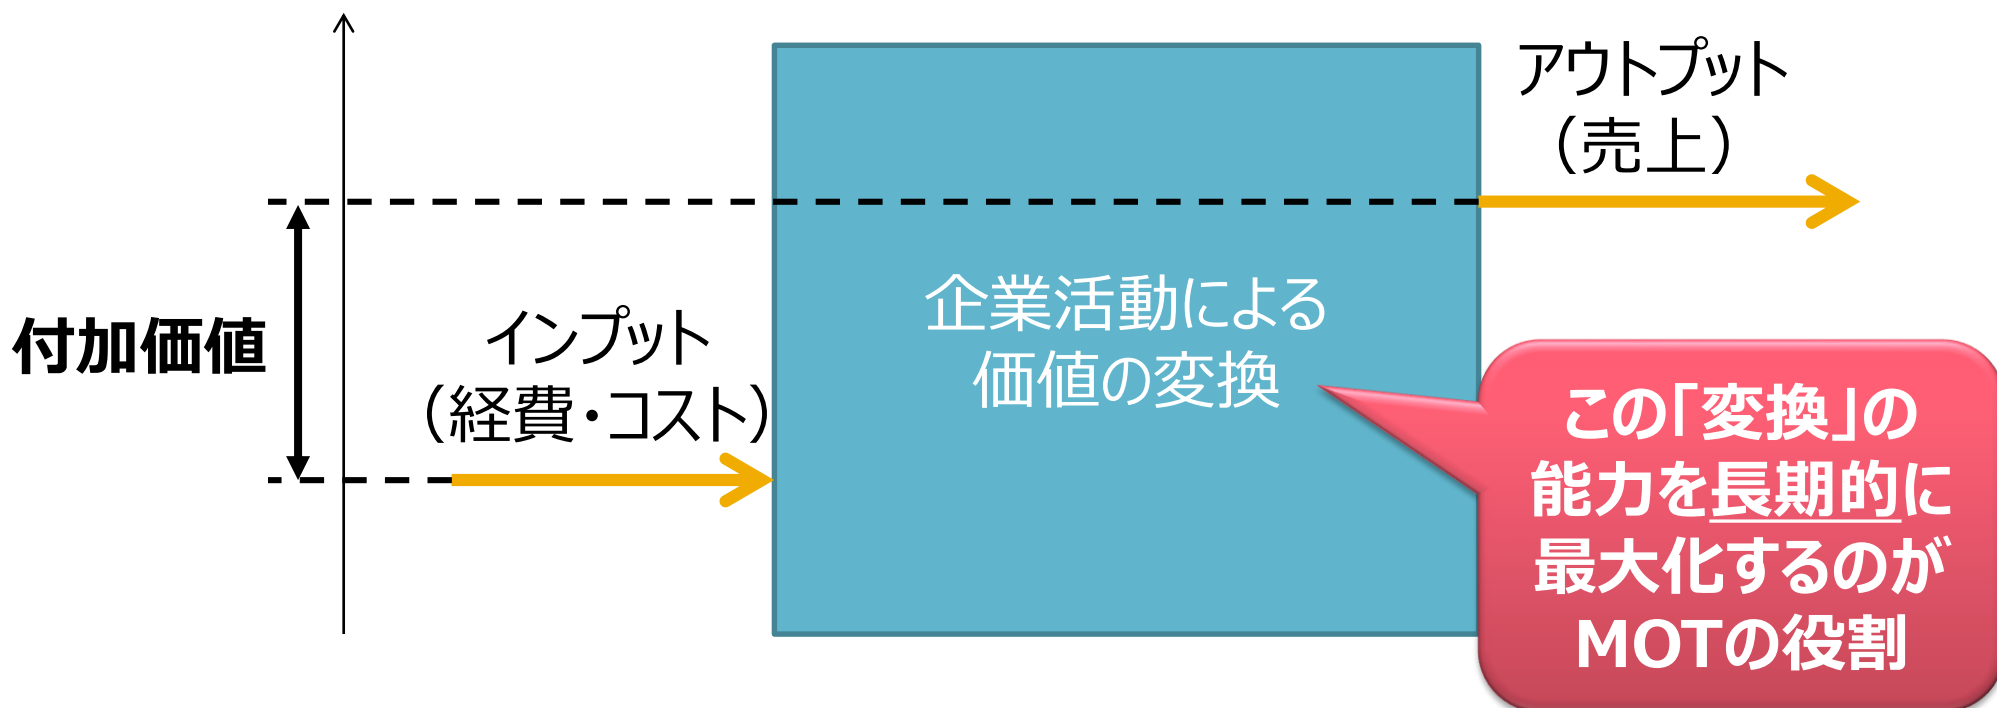 アウトプット
（売上）
付加価値
インプット
（経費・コスト）
企業活動による
価値の変換
この「変換」の
能力を長期的に
最大化するのが
MOTの役割